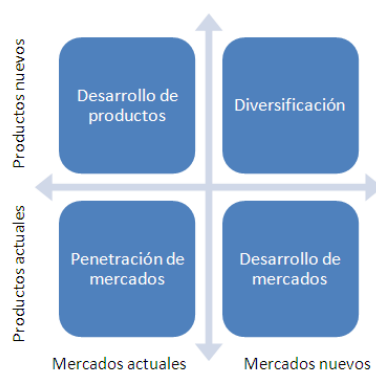 Productos nuevos
Desarrollo de
productos
Diversificación
Productos actuales
Penetración de
mercados
Desarrollo de
mercados
Mercados actuales
Mercados nuevos